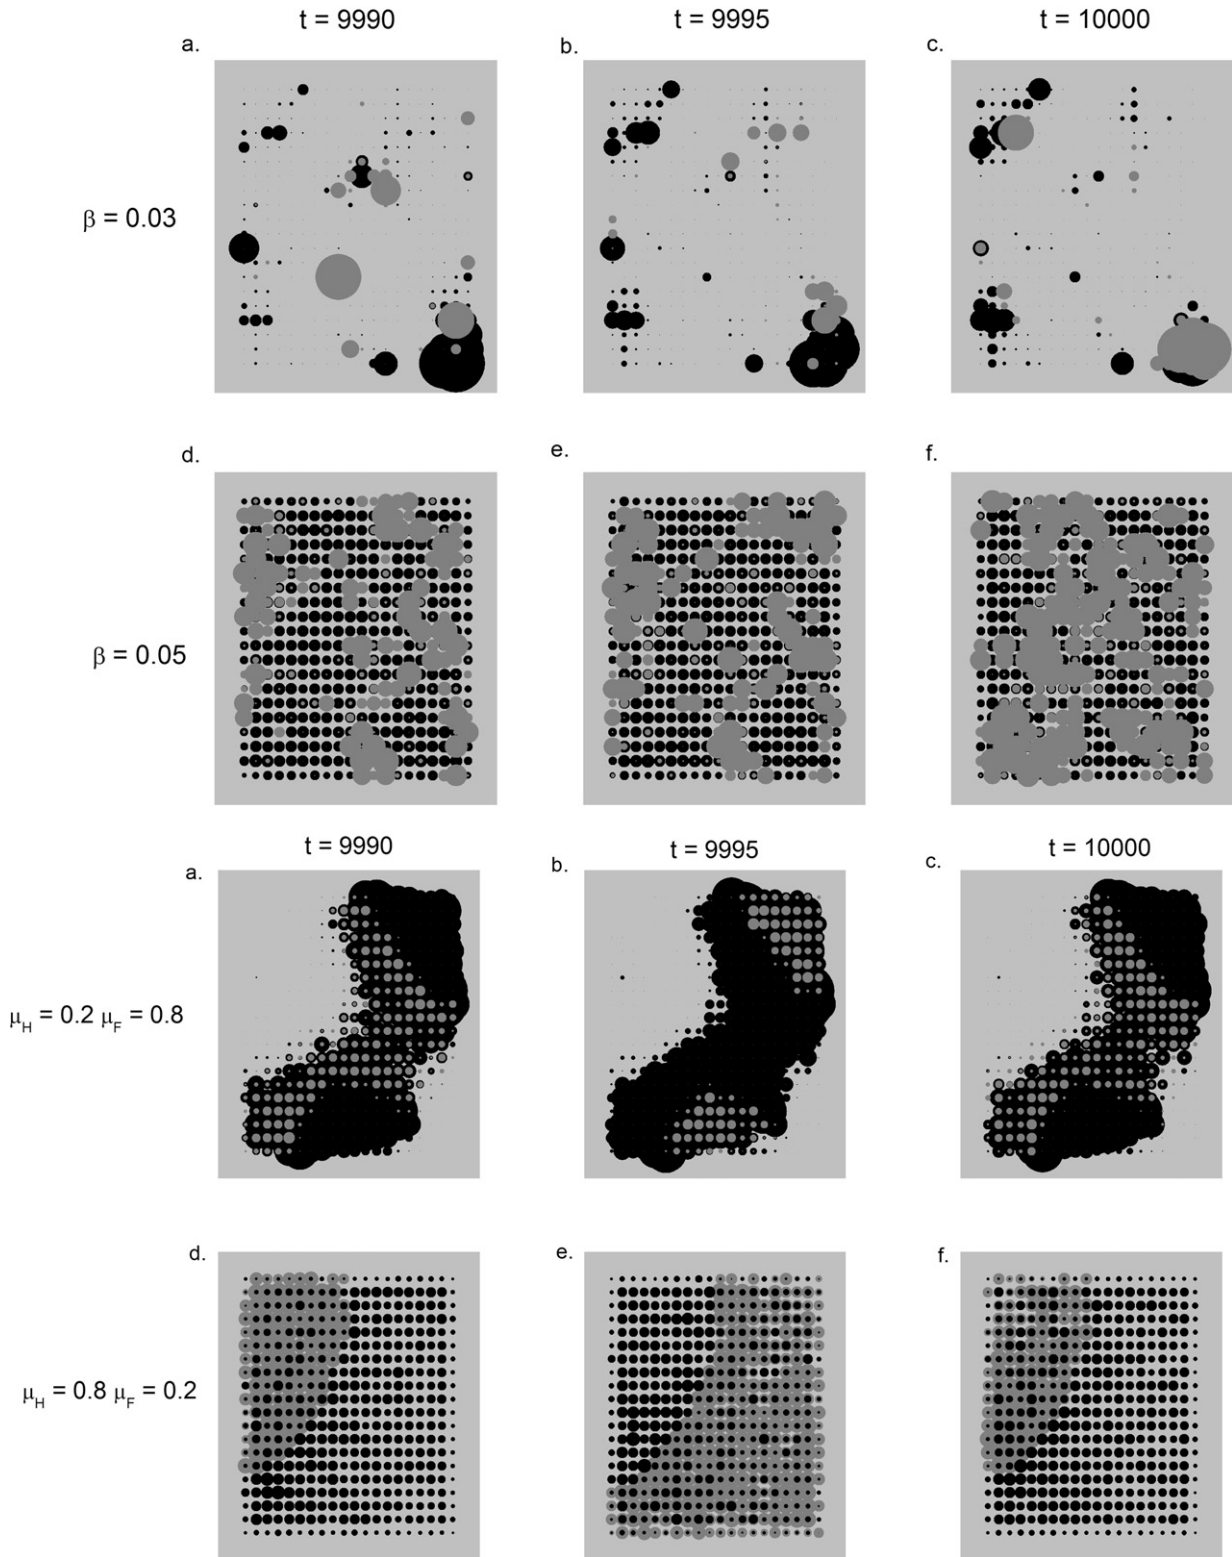 t = 9990 t = 9995 t = 10000
a. b. c.
β = 0.03
d. e. f.
β = 0.05
t = 9990 t = 9995 t = 10000
a. b. c.
μH = 0.2 μF = 0.8
d. e. f.
μH = 0.8 μF = 0.2